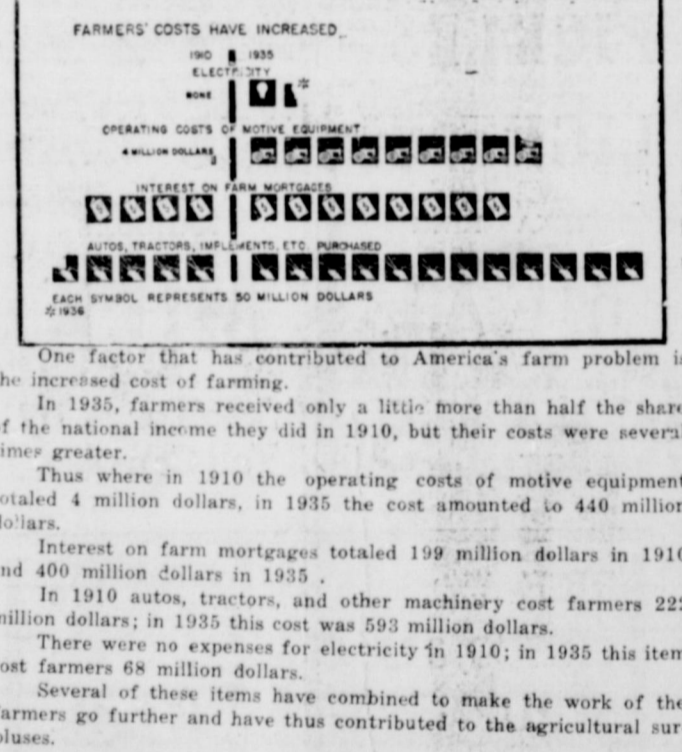 FARMERS' COSTS HAVE INCREASED
1910 1935
ELECTRICITY
NONE
OPERATING COSTS OF MOTIVE EQUIPMENT
4 MILLION DOLLARS
INTEREST ON FARM MORTGAGES
AUTOS, TRACTORS, IMPLEMENTS, ETC. PURCHASED
EACH SYMBOL REPRESENTS 50 MILLION DOLLARS
☆1936
One factor that has contributed to America's farm problem i
he increased cost of farming.
In 1935, farmers received only a little more than half the share
f the national income they did in 1910, but their costs were several
imes greater.
Thus where in 1910 the operating costs of motive equipment
otaled 4 million dollars, in 1935 the cost amounted to 440 million
dollars.
Interest on farm mortgages totaled 199 million dollars in 1910
nd 400 million dollars in 1935 .
In 1910 autos, tractors, and other machinery cost farmers 222
million dollars; in 1935 this cost was 593 million dollars.
There were no expenses for electricity in 1910; in 1935 this item
ost farmers 68 million dollars.
Several of these items have combined to make the work of the
farmers go further and have thus contributed to the agricultural sur
pluses.